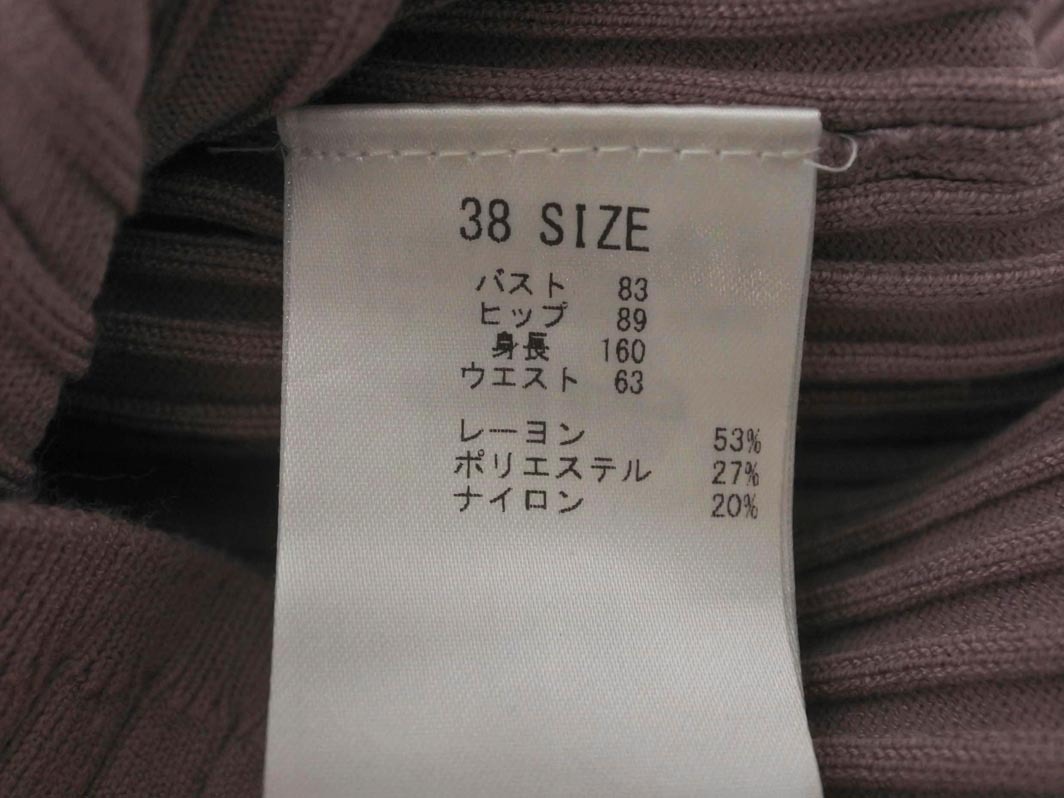 38 SIZE
バスト 83
ヒップ 89
身長 160
ウエスト 63
レーヨン 53%
ポリエステル 27%
ナイロン 20%